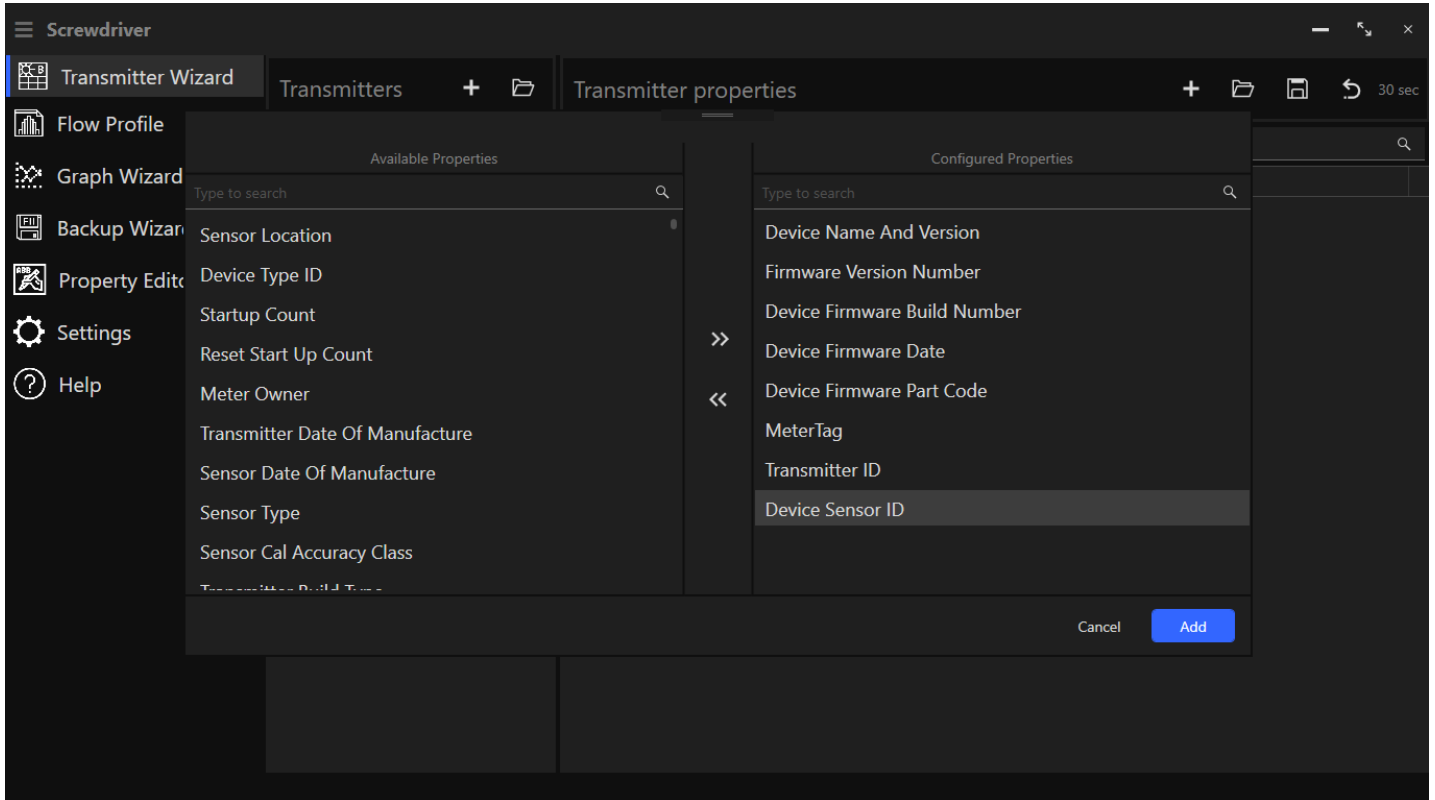 Screwdriver
Transmitter Wizard
Flow Profile
Graph Wizard
Backup Wizar
Property Edito
Settings
Help
Transmitters
Transmitter properties
30 sec
Available Properties
Type to search
Sensor Location
Device Type ID
Startup Count
Reset Start Up Count
Meter Owner
Transmitter Date Of Manufacture
Sensor Date Of Manufacture
Sensor Type
Sensor Cal Accuracy Class
Transmitter Build Type
Configured Properties
Type to search
Device Name And Version
Firmware Version Number
Device Firmware Build Number
Device Firmware Date
Device Firmware Part Code
MeterTag
Transmitter ID
Device Sensor ID
Cancel
Add